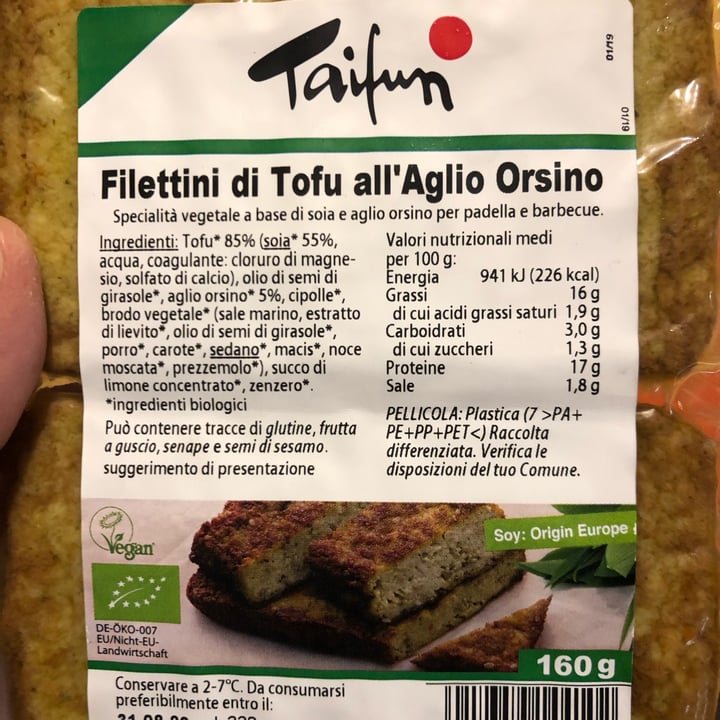 Taifun
01/19
01/19
Filettini di Tofu all'Aglio Orsino
Specialità vegetale a base di soia e aglio orsino per padella e barbecue.
Ingredienti: Tofu* 85% (soia* 55%,
acqua, coagulante: cloruro di magne-
sio, solfato di calcio), olio di semi di
girasole*, aglio orsino* 5%, cipolle*,
brodo vegetale* (sale marino, estratto
di lievito*, olio di semi di girasole*,
porro*, carote*, sedano*, macis*, noce
moscata*, prezzemolo*), succo di
limone concentrato*, zenzero*.
*ingredienti biologici
Può contenere tracce di glutine, frutta
a guscio, senape e semi di sesamo.
suggerimento di presentazione
Valori nutrizionali medi
per 100 g:
Energia 941 kJ (226 kcal)
Grassi 16 g
di cui acidi grassi saturi 1,9 g
Carboidrati 3,0 g
di cui zuccheri 1,3 g
Proteine 17 g
Sale 1,8 g
PELLICOLA: Plastica (7 >PA+
PE+PP+PET<) Raccolta
differenziata. Verifica le
disposizioni del tuo Comune.
Vegan
Soy: Origin Europe
DE-ÖKO-007
EU/Nicht-EU-
Landwirtschaft
160 g
Conservare a 2-7°C. Da consumarsi
preferibilmente entro il: